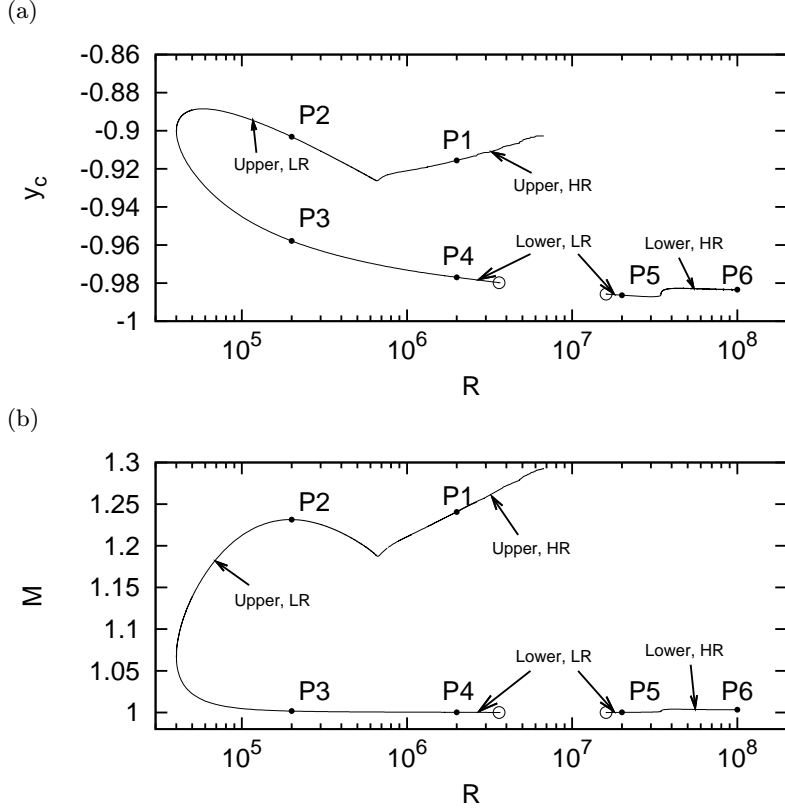 (a)
-0.86
-0.88
-0.9
-0.92
-0.94
-0.96
-0.98
-1
y_c
P2
P1
Upper, LR
Upper, HR
P3
P4
Lower, LR
Lower, HR
P5
P6
10^5
10^6
10^7
10^8
R
(b)
1.3
1.25
1.2
1.15
1.1
1.05
1
M
P2
P1
Upper, HR
Upper, LR
Lower, LR
Lower, HR
P3
P4
P5
P6
10^5
10^6
10^7
10^8
R